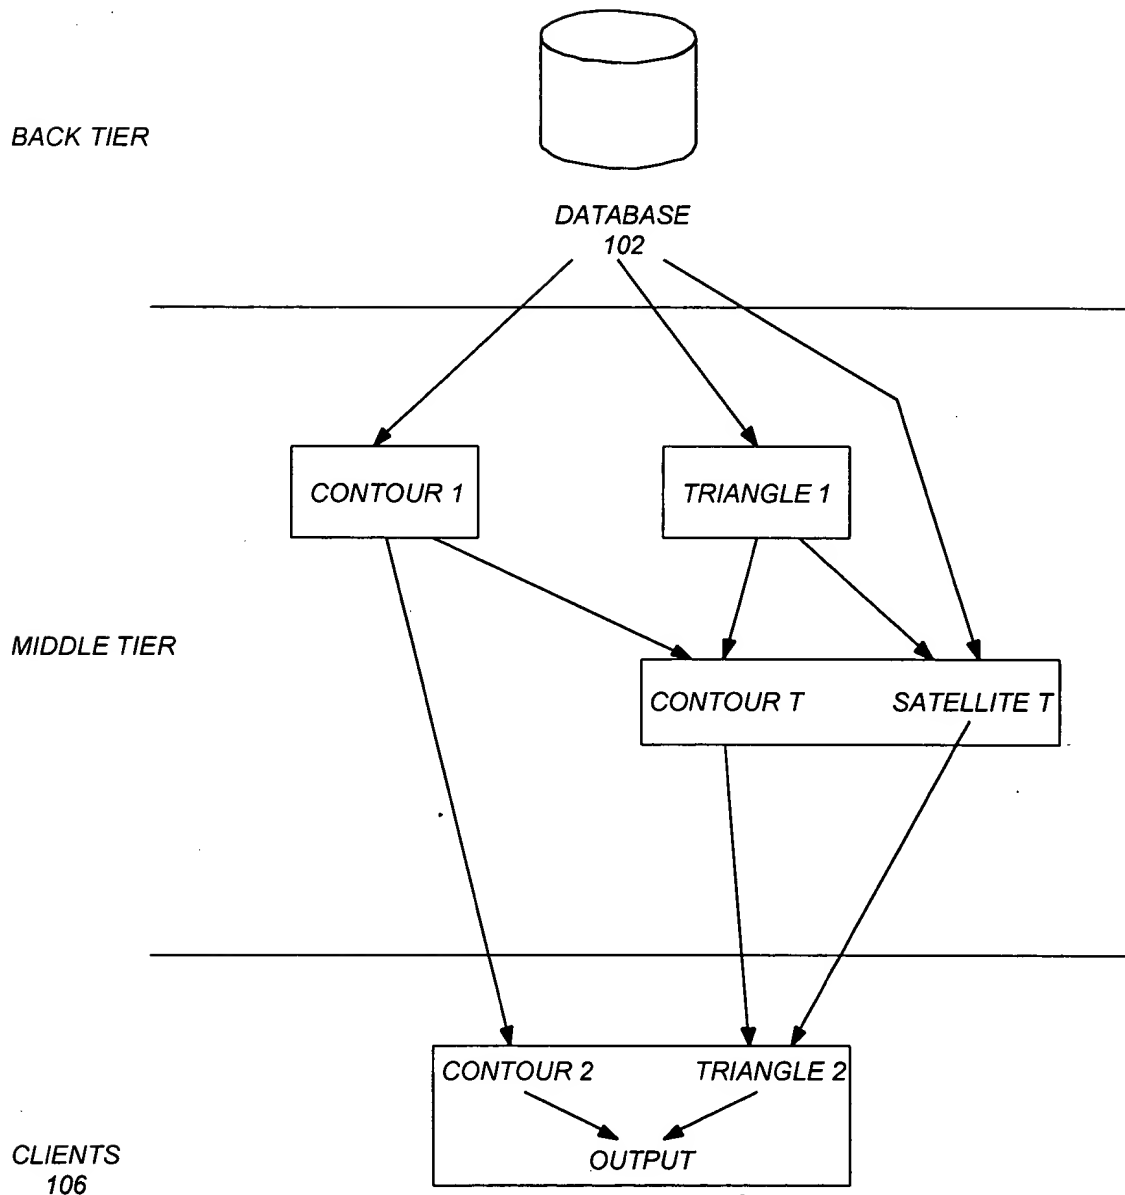 BACK TIER
DATABASE
102
CONTOUR 1
TRIANGLE 1
MIDDLE TIER
CONTOUR T
SATELLITE T
CONTOUR 2
TRIANGLE 2
OUTPUT
CLIENTS
106